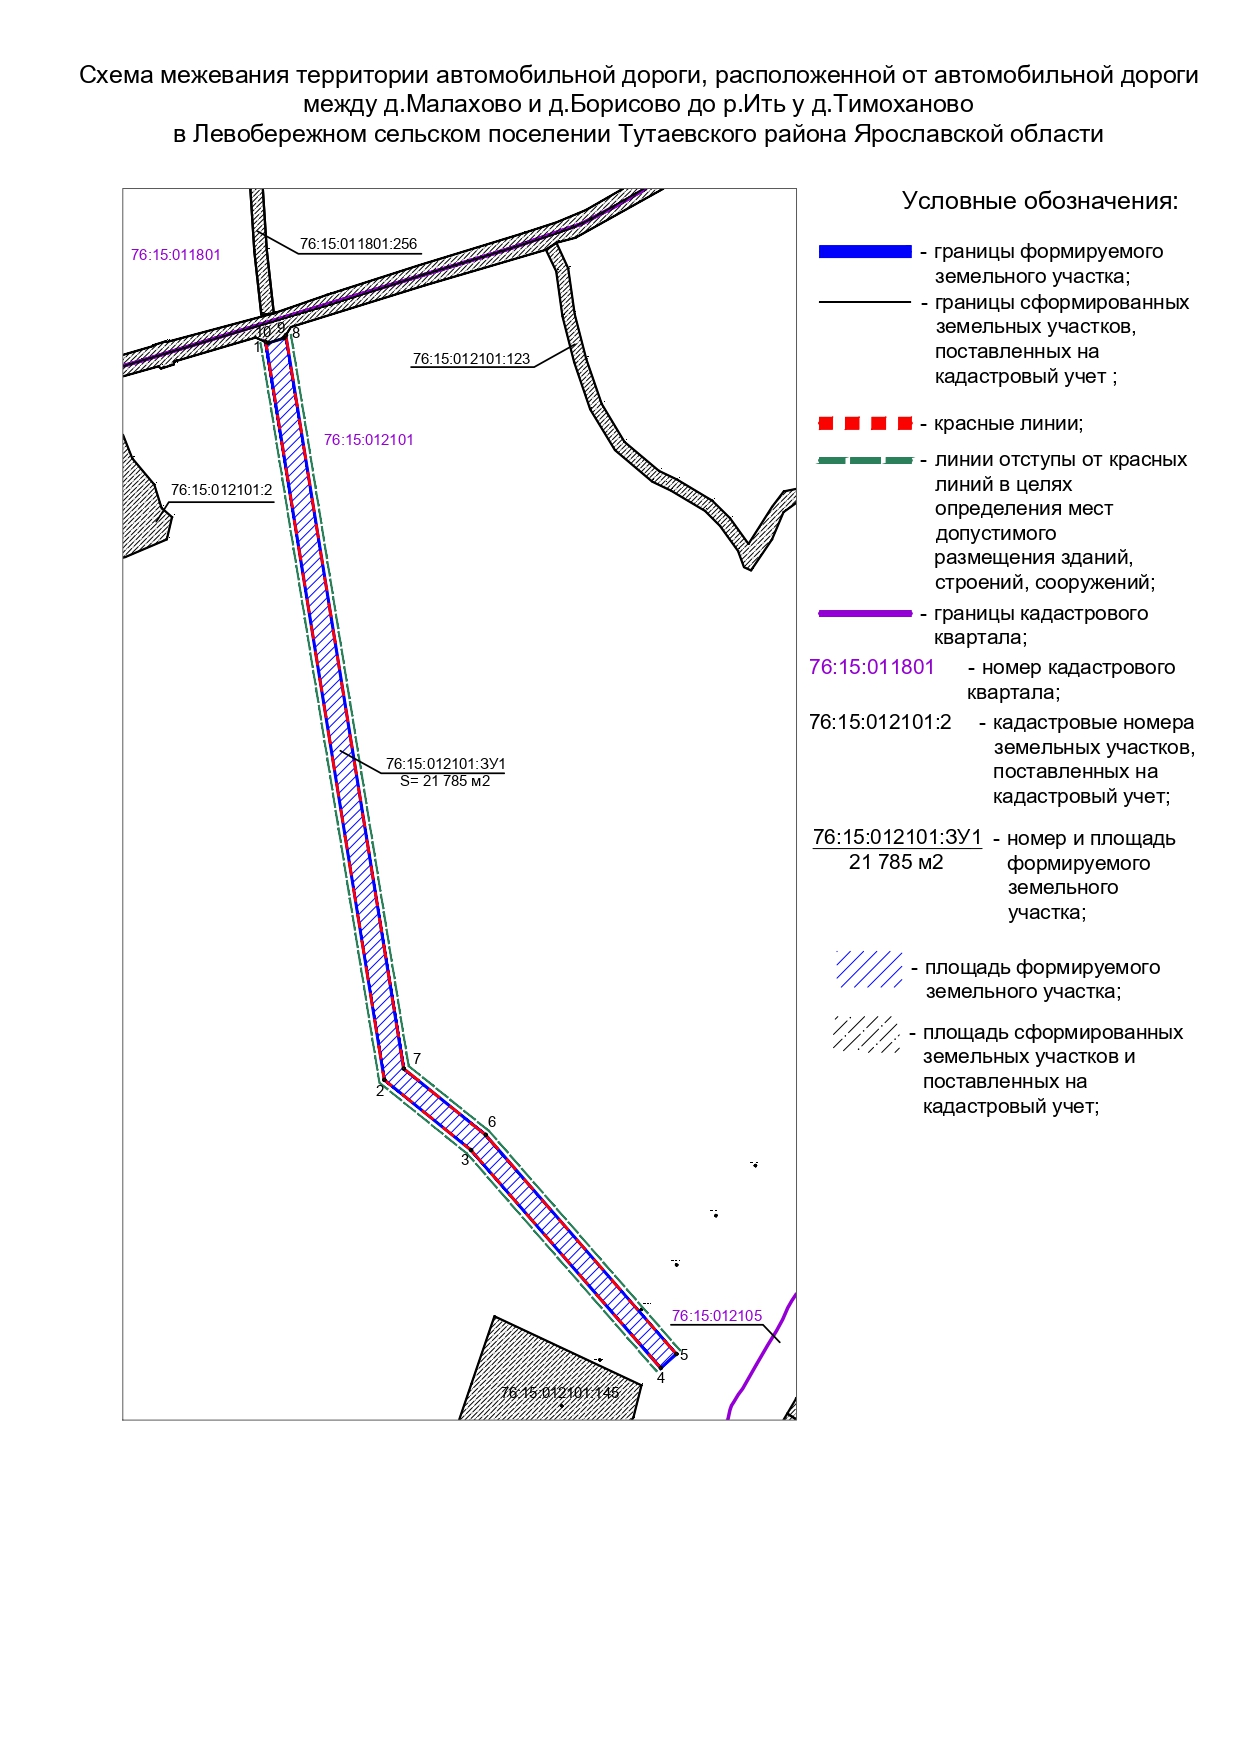 Схема межевания территории автомобильной дороги, расположенной от автомобильной дороги
между д.Малахово и д.Борисово до р.Ить у д.Тимоханово
в Левобережном сельском поселении Тутаевского района Ярославской области
76:15:011801
76:15:011801:256
10
9
8
1
76:15:012101:123
76:15:012101
76:15:012101:2
76:15:012101:ЗУ1
S= 21 785 м2
7
2
6
3
76:15:012105
5
4
76:15:012101:145
Условные обозначения:
- границы формируемого
земельного участка;
- границы сформированных
земельных участков,
поставленных на
кадастровый учет ;
- красные линии;
- линии отступы от красных
линий в целях
определения мест
допустимого
размещения зданий,
строений, сооружений;
- границы кадастрового
квартала;
76:15:011801 - номер кадастрового
квартала;
76:15:012101:2 - кадастровые номера
земельных участков,
поставленных на
кадастровый учет;
76:15:012101:ЗУ1 - номер и площадь
21 785 м2 формируемого
земельного
участка;
- площадь формируемого
земельного участка;
- площадь сформированных
земельных участков и
поставленных на
кадастровый учет;